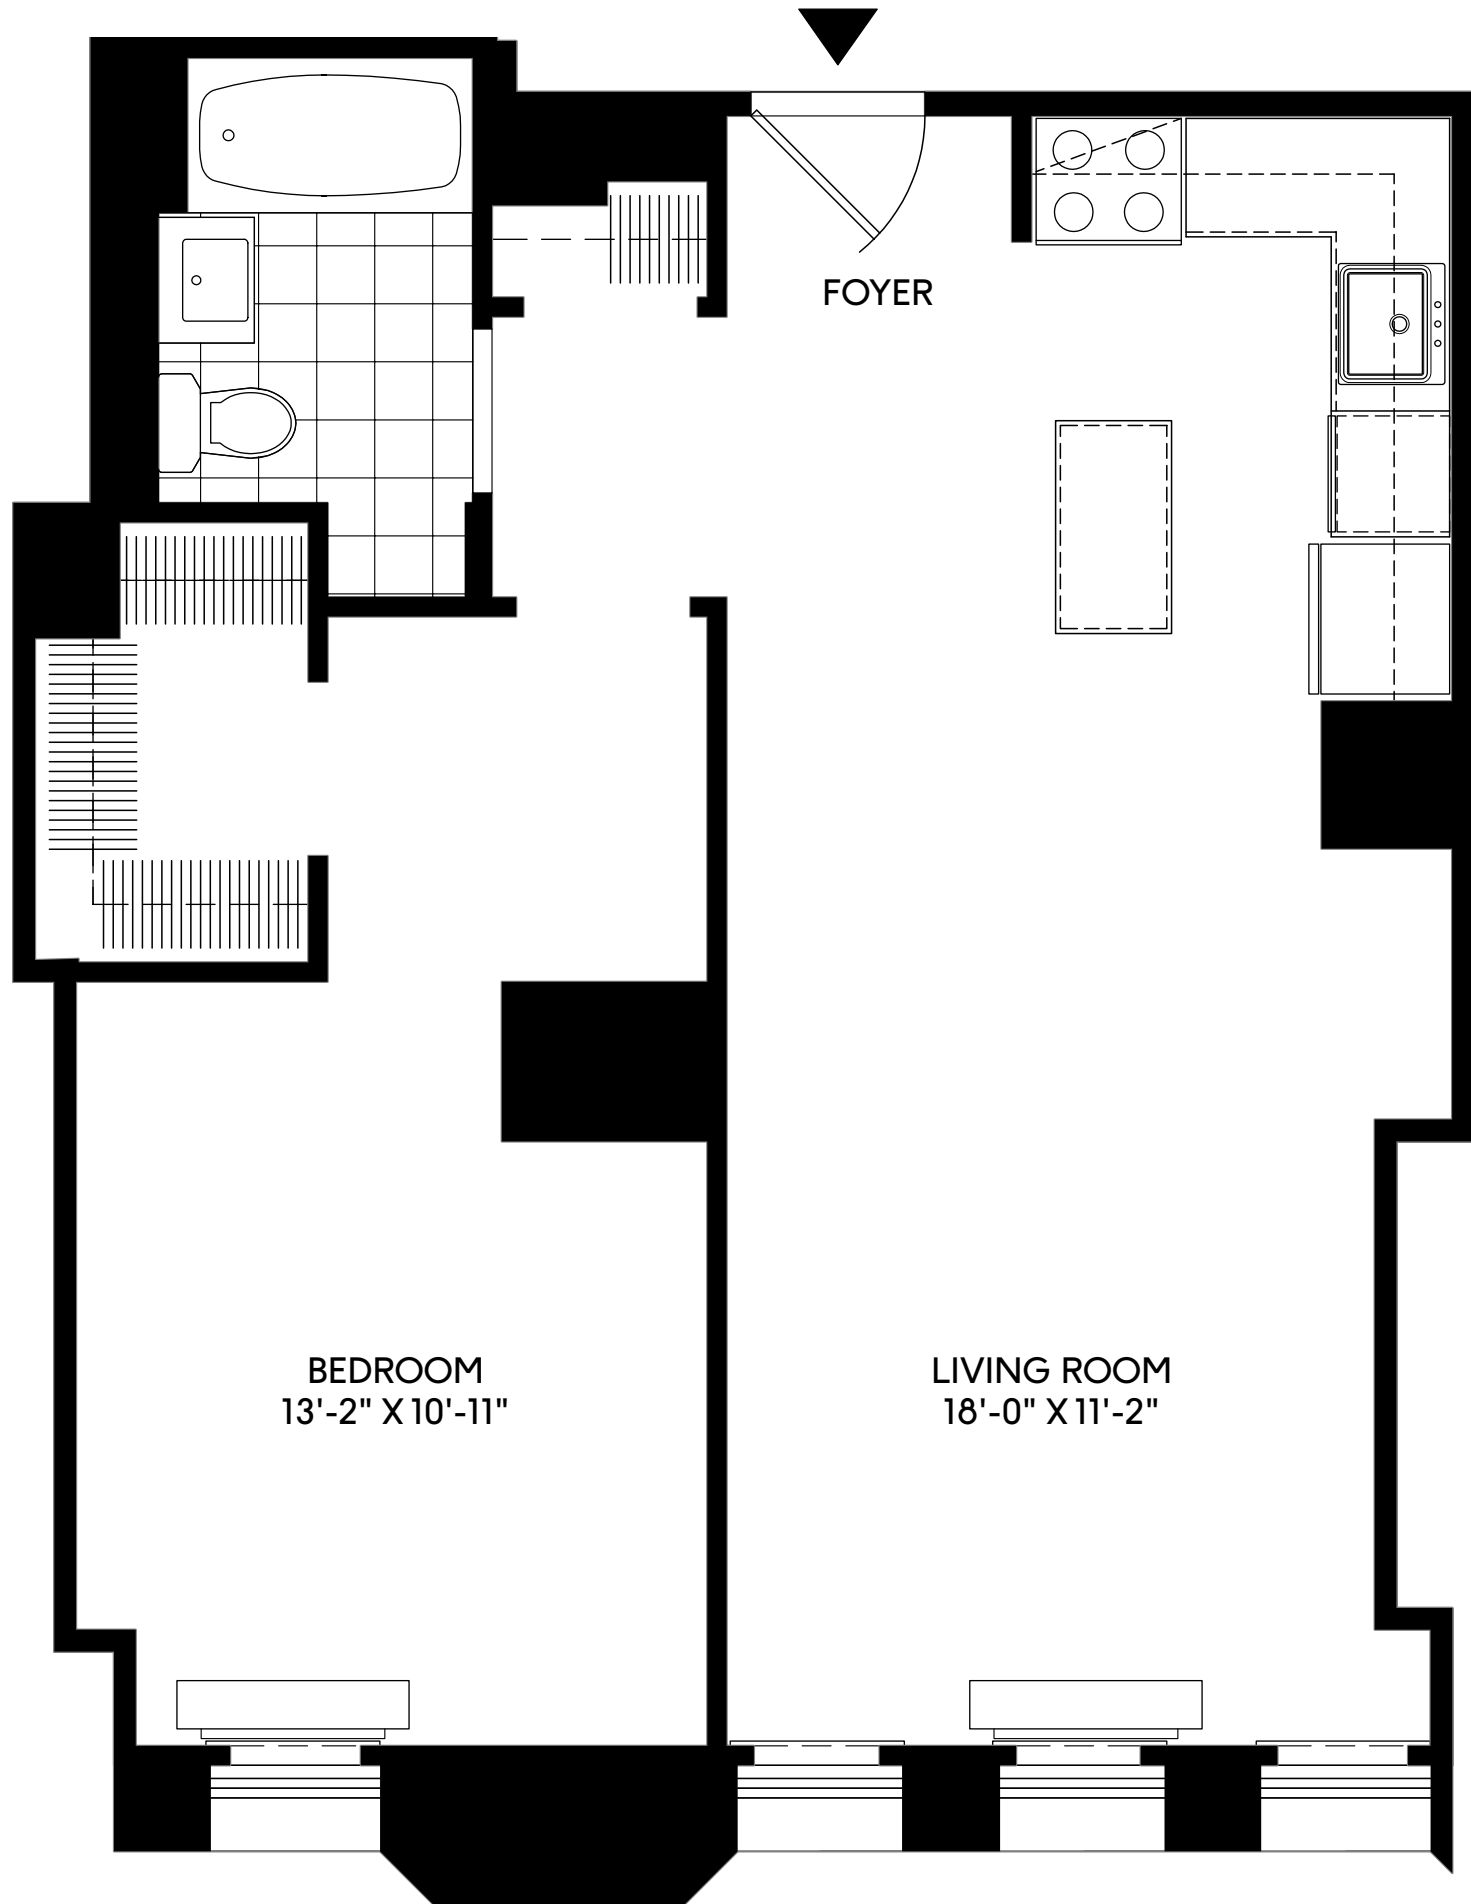 FOYER
BEDROOM
13'-2" X 10'-11"
LIVING ROOM
18'-0" X 11'-2"